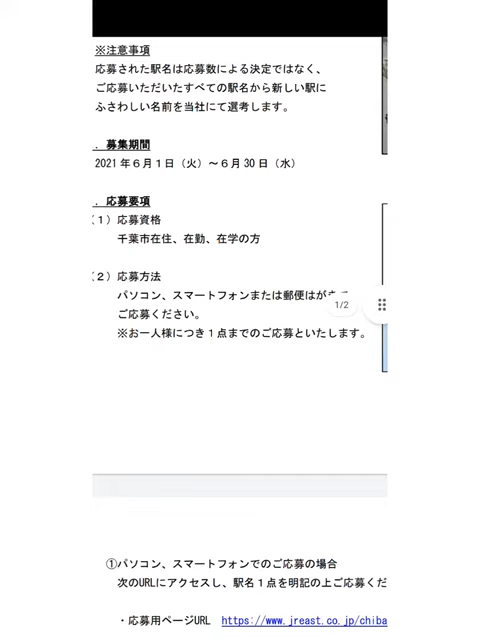 ※注意事項
応募された駅名は応募数による決定ではなく、
ご応募いただいたすべての駅名から新しい駅に
ふさわしい名前を当社にて選考します。
. 募集期間
2021 年６月１日（火）～６月 30 日（水）
. 応募要項
（１）応募資格
千葉市在住、在勤、在学の方
（２）応募方法
パソコン、スマートフォンまたは郵便はがきで
1/2
ご応募ください。
※お一人様につき１点までのご応募といたします。
①パソコン、スマートフォンでのご応募の場合
次のURLにアクセスし、駅名１点を明記の上ご応募くだ
・応募用ページURL https://www.jreast.co.jp/chiba